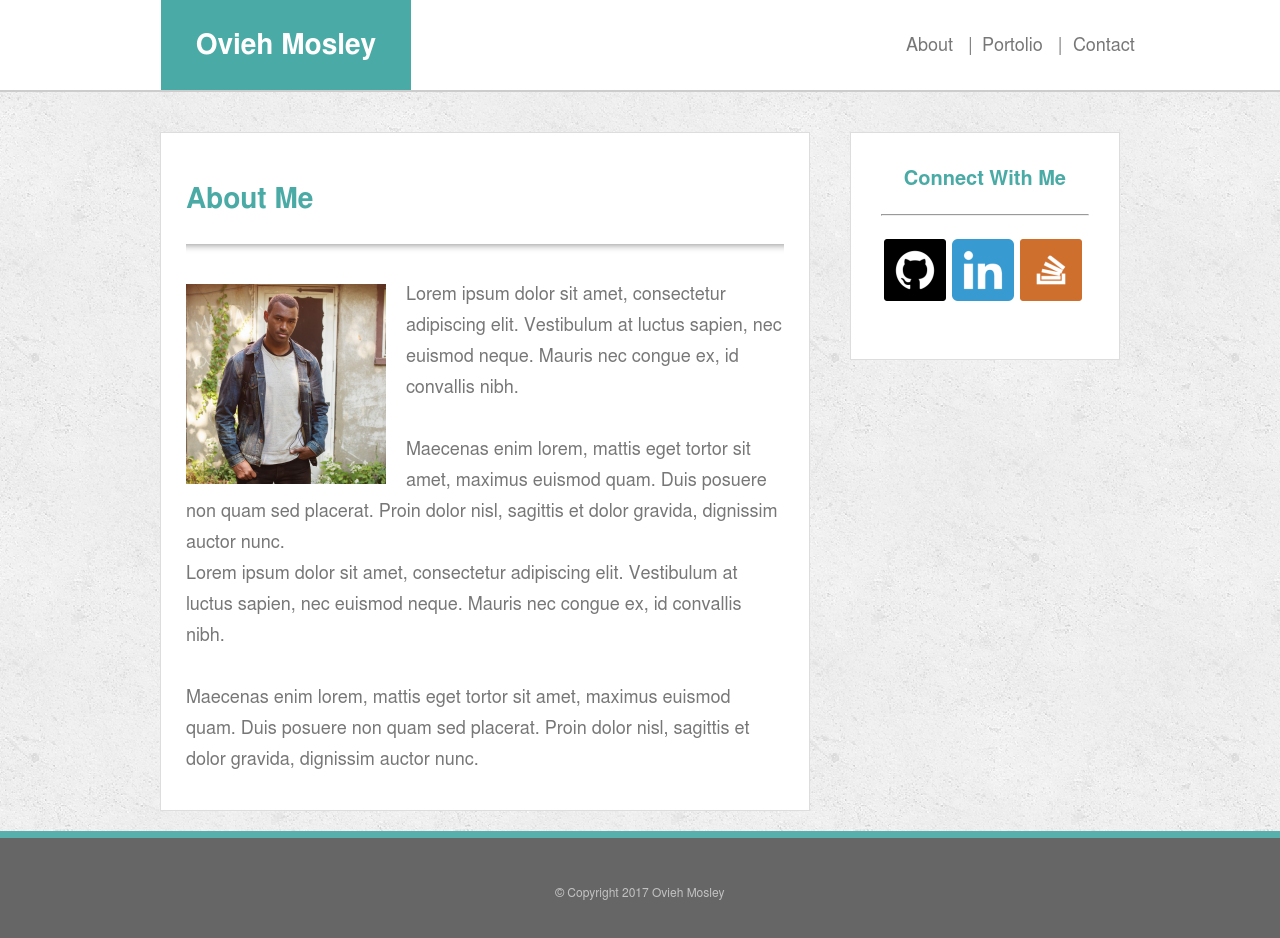 Ovieh Mosley
About | Portolio | Contact
About Me
Lorem ipsum dolor sit amet, consectetur
adipiscing elit. Vestibulum at luctus sapien, nec
euismod neque. Mauris nec congue ex, id
convallis nibh.
Maecenas enim lorem, mattis eget tortor sit
amet, maximus euismod quam. Duis posuere
non quam sed placerat. Proin dolor nisl, sagittis et dolor gravida, dignissim
auctor nunc.
Lorem ipsum dolor sit amet, consectetur adipiscing elit. Vestibulum at
luctus sapien, nec euismod neque. Mauris nec congue ex, id convallis
nibh.
Maecenas enim lorem, mattis eget tortor sit amet, maximus euismod
quam. Duis posuere non quam sed placerat. Proin dolor nisl, sagittis et
dolor gravida, dignissim auctor nunc.
Connect With Me
in
© Copyright 2017 Ovieh Mosley